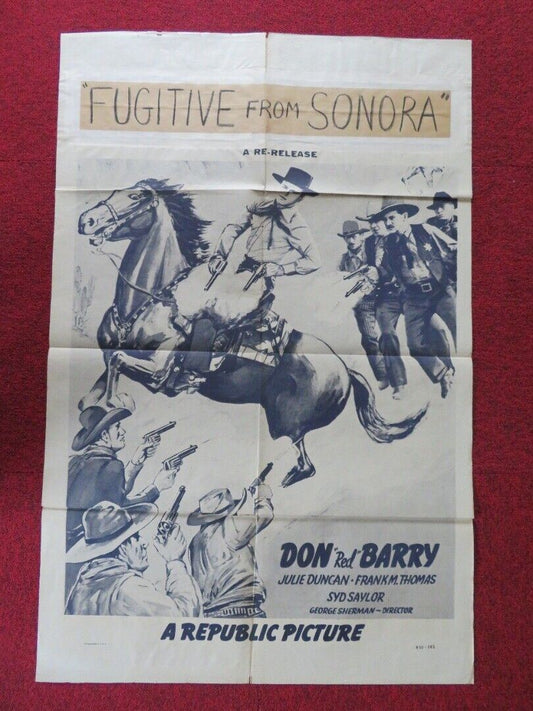 "FUGITIVE FROM SONORA"
A RE-RELEASE
DON "Red" BARRY
JULIE DUNCAN - FRANK M. THOMAS
SYD SAYLOR
GEORGE SHERMAN - DIRECTOR
A REPUBLIC PICTURE